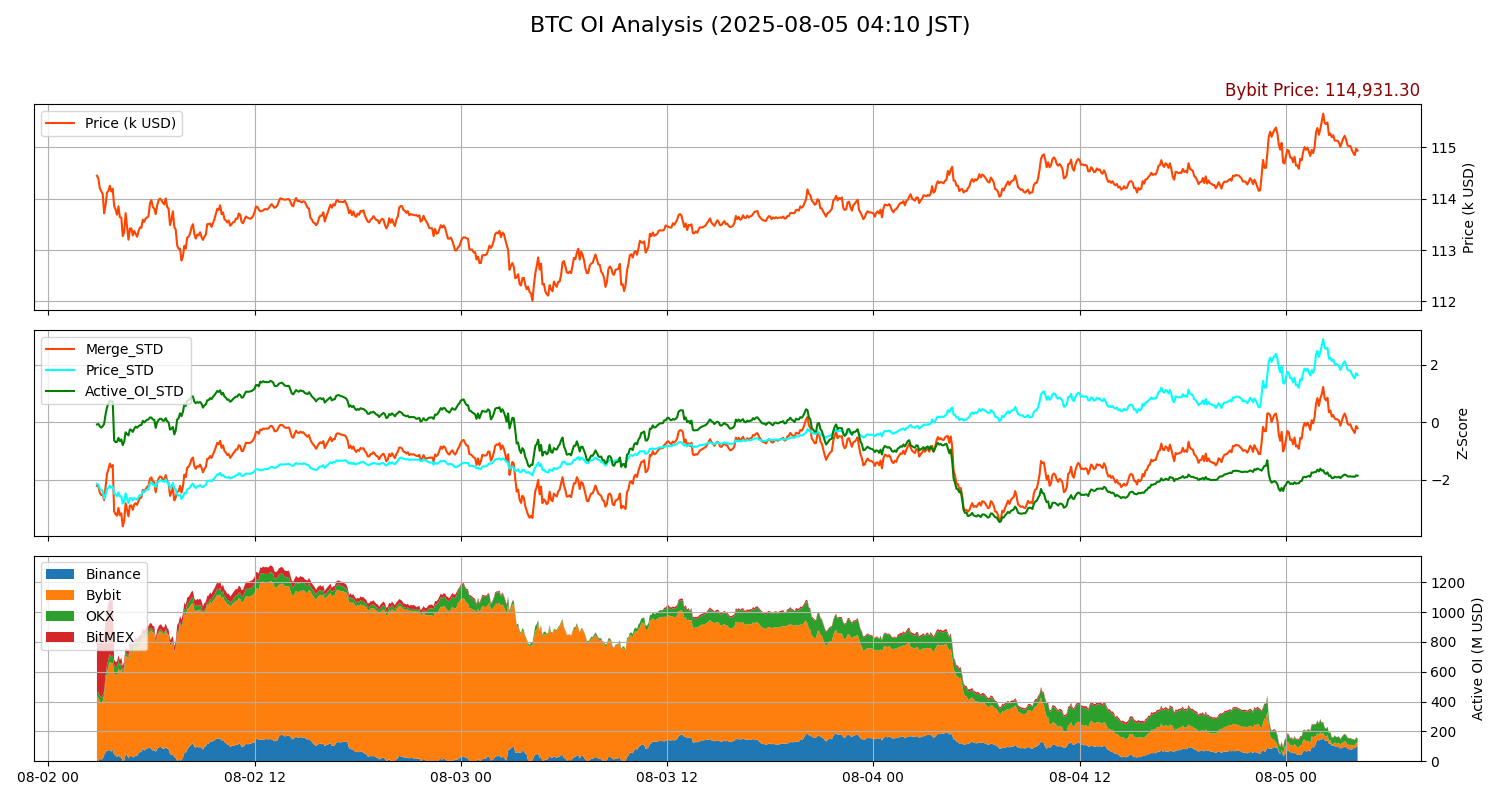 BTC OI Analysis (2025-08-05 04:10 JST)
Bybit Price: 114,931.30
Price (k USD)
115
114
113
112
Price (k USD)
Merge_STD
Price_STD
Active_OI_STD
2
0
−2
Z-Score
Binance
Bybit
OKX
BitMEX
1200
1000
800
600
400
200
0
Active OI (M USD)
08-02 00
08-02 12
08-03 00
08-03 12
08-04 00
08-04 12
08-05 00